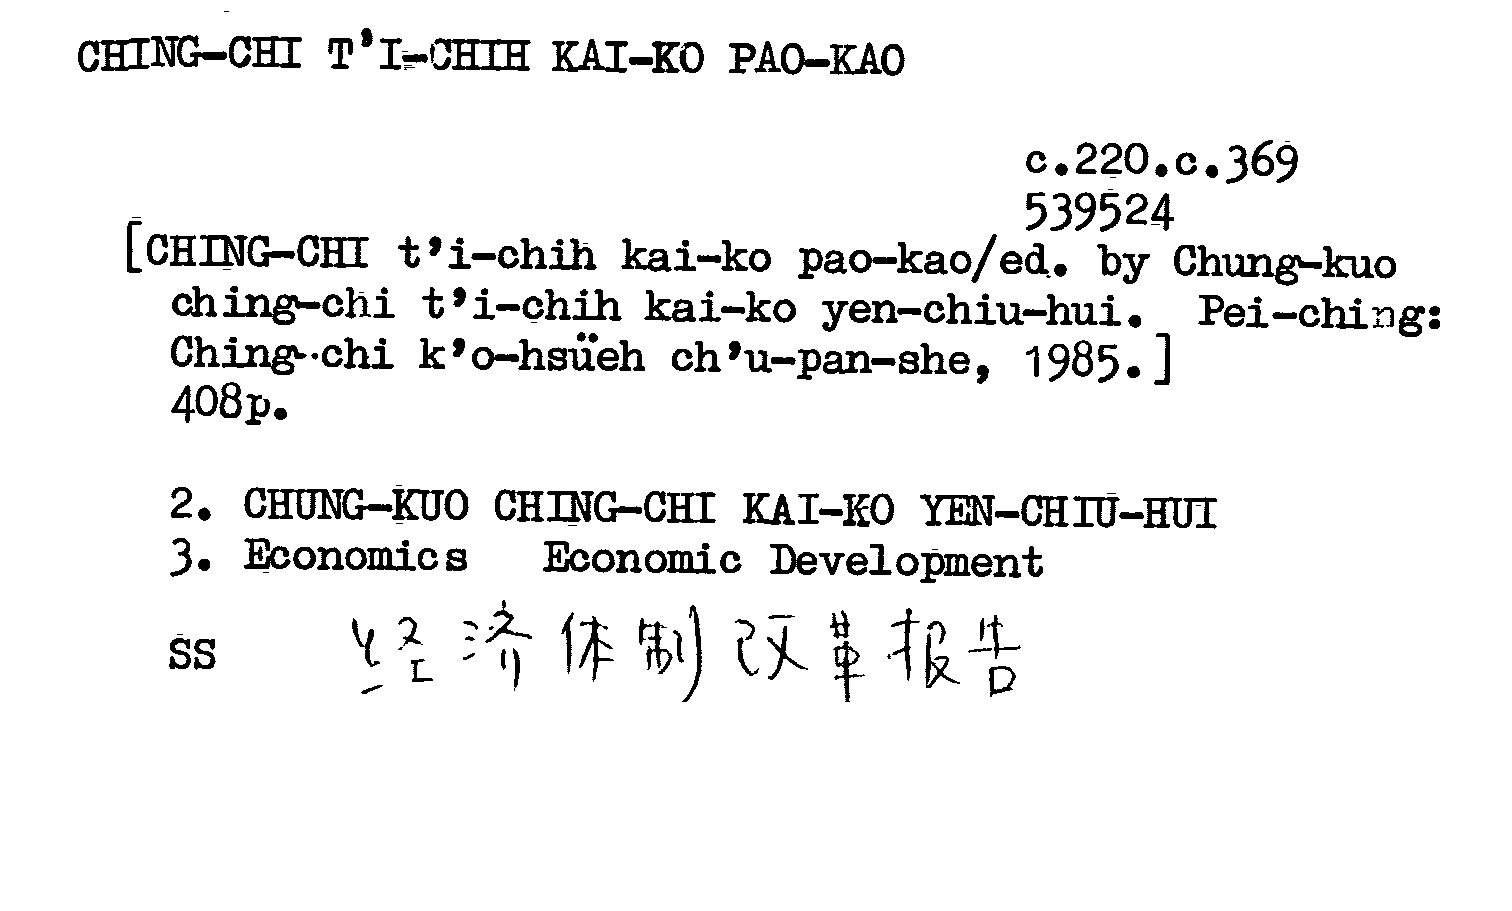 CHING-CHI T'I-CHIH KAI-KO PAO-KAO
c.220.c.369
539524
[CHING-CHI t'i-chih kai-ko pao-kao/ed. by Chung-kuo
ching-chi t'i-chih kai-ko yen-chiu-hui. Pei-ching:
Ching-chi k'o-hsüeh ch'u-pan-she, 1985.]
408p.
2. CHUNG-KUO CHING-CHI KAI-KO YEN-CHIU-HUI
3. Economics Economic Development
SS 经济体制改革报告